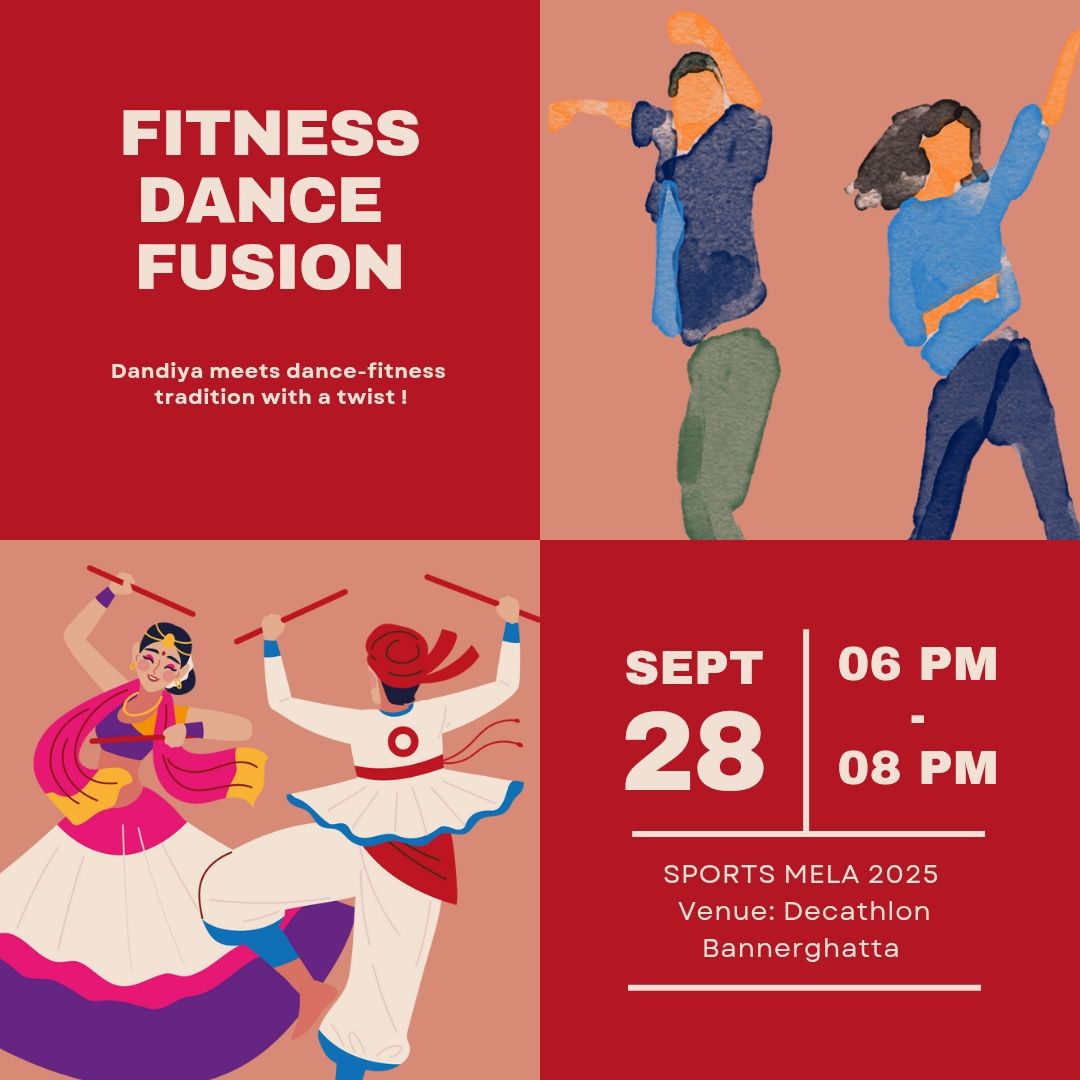 FITNESS
DANCE
FUSION
Dandiya meets dance-fitness
tradition with a twist !
SEPT
28
06 PM
-
08 PM
SPORTS MELA 2025
Venue: Decathlon
Bannerghatta